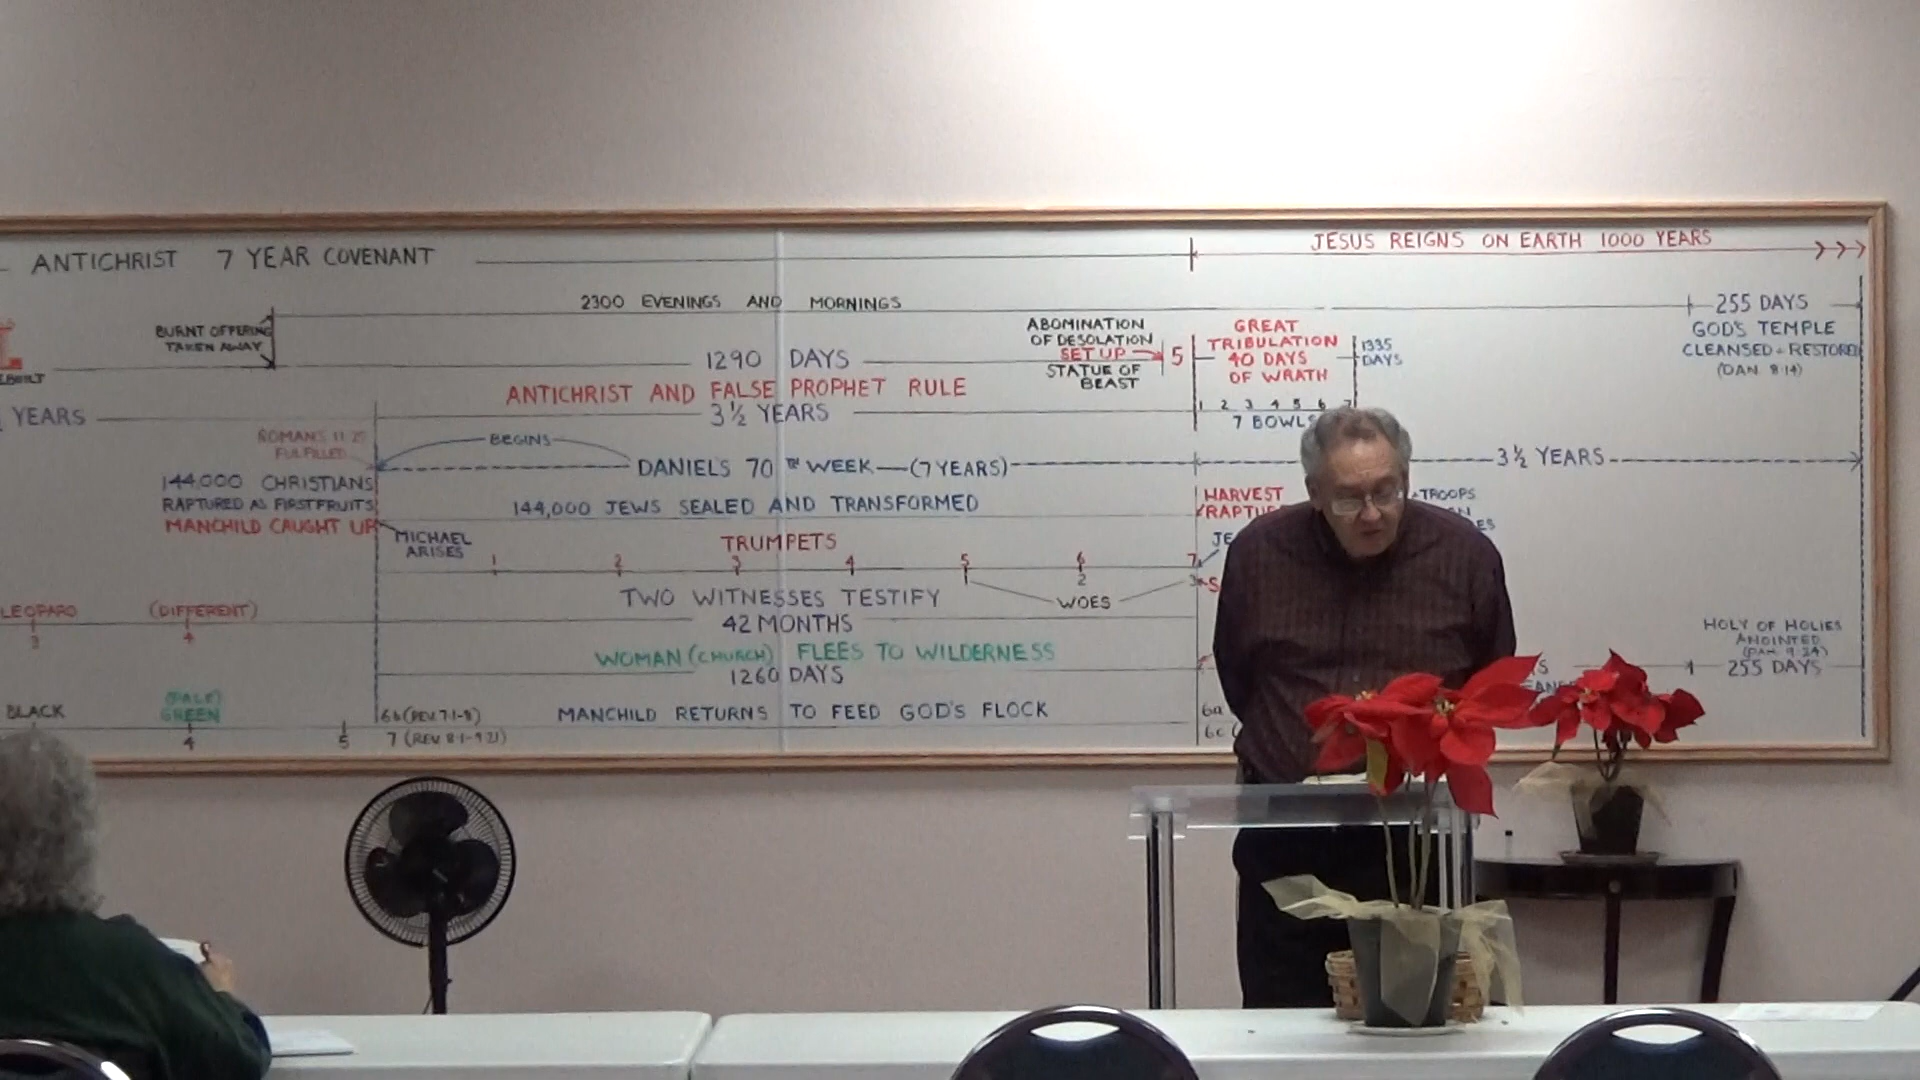 ANTICHRIST 7 YEAR COVENANT
JESUS REIGNS ON EARTH 1000 YEARS
2300 EVENINGS AND MORNINGS
255 DAYS
GOD'S TEMPLE
CLEANSED + RESTORED
(DAN. 8:14)
BURNT OFFERING
TAKEN AWAY
1290 DAYS
ABOMINATION
OF DESOLATION
SET UP
STATUE OF
BEAST
5
GREAT
TRIBULATION
40 DAYS
OF WRATH
1335
DAYS
1 2 3 4 5 6 7
7 BOWLS
ANTICHRIST AND FALSE PROPHET RULE
YEARS
3½ YEARS
ROMANS 11:25
FULFILLED
BEGINS
DANIEL'S 70TH WEEK (7 YEARS)
3½ YEARS
144,000 CHRISTIANS
RAPTURED AS FIRSTFRUITS
MANCHILD CAUGHT UP
144,000 JEWS SEALED AND TRANSFORMED
HARVEST
TROOPS
MICHAEL
ARISES
TRUMPETS
1 2 3 4 5 6 7
2 3
WOES
TWO WITNESSES TESTIFY
42 MONTHS
LEOPARD (DIFFERENT)
3 4
WOMAN (CHURCH) FLEES TO WILDERNESS
1260 DAYS
HOLY OF HOLIES
ANOINTED
(DAN. 9:24)
255 DAYS
BLACK
(PALE)
GREEN
4 5
6b (REV. 7:1-8)
7 (REV. 8:1-9:21)
MANCHILD RETURNS TO FEED GOD'S FLOCK
6a
6c